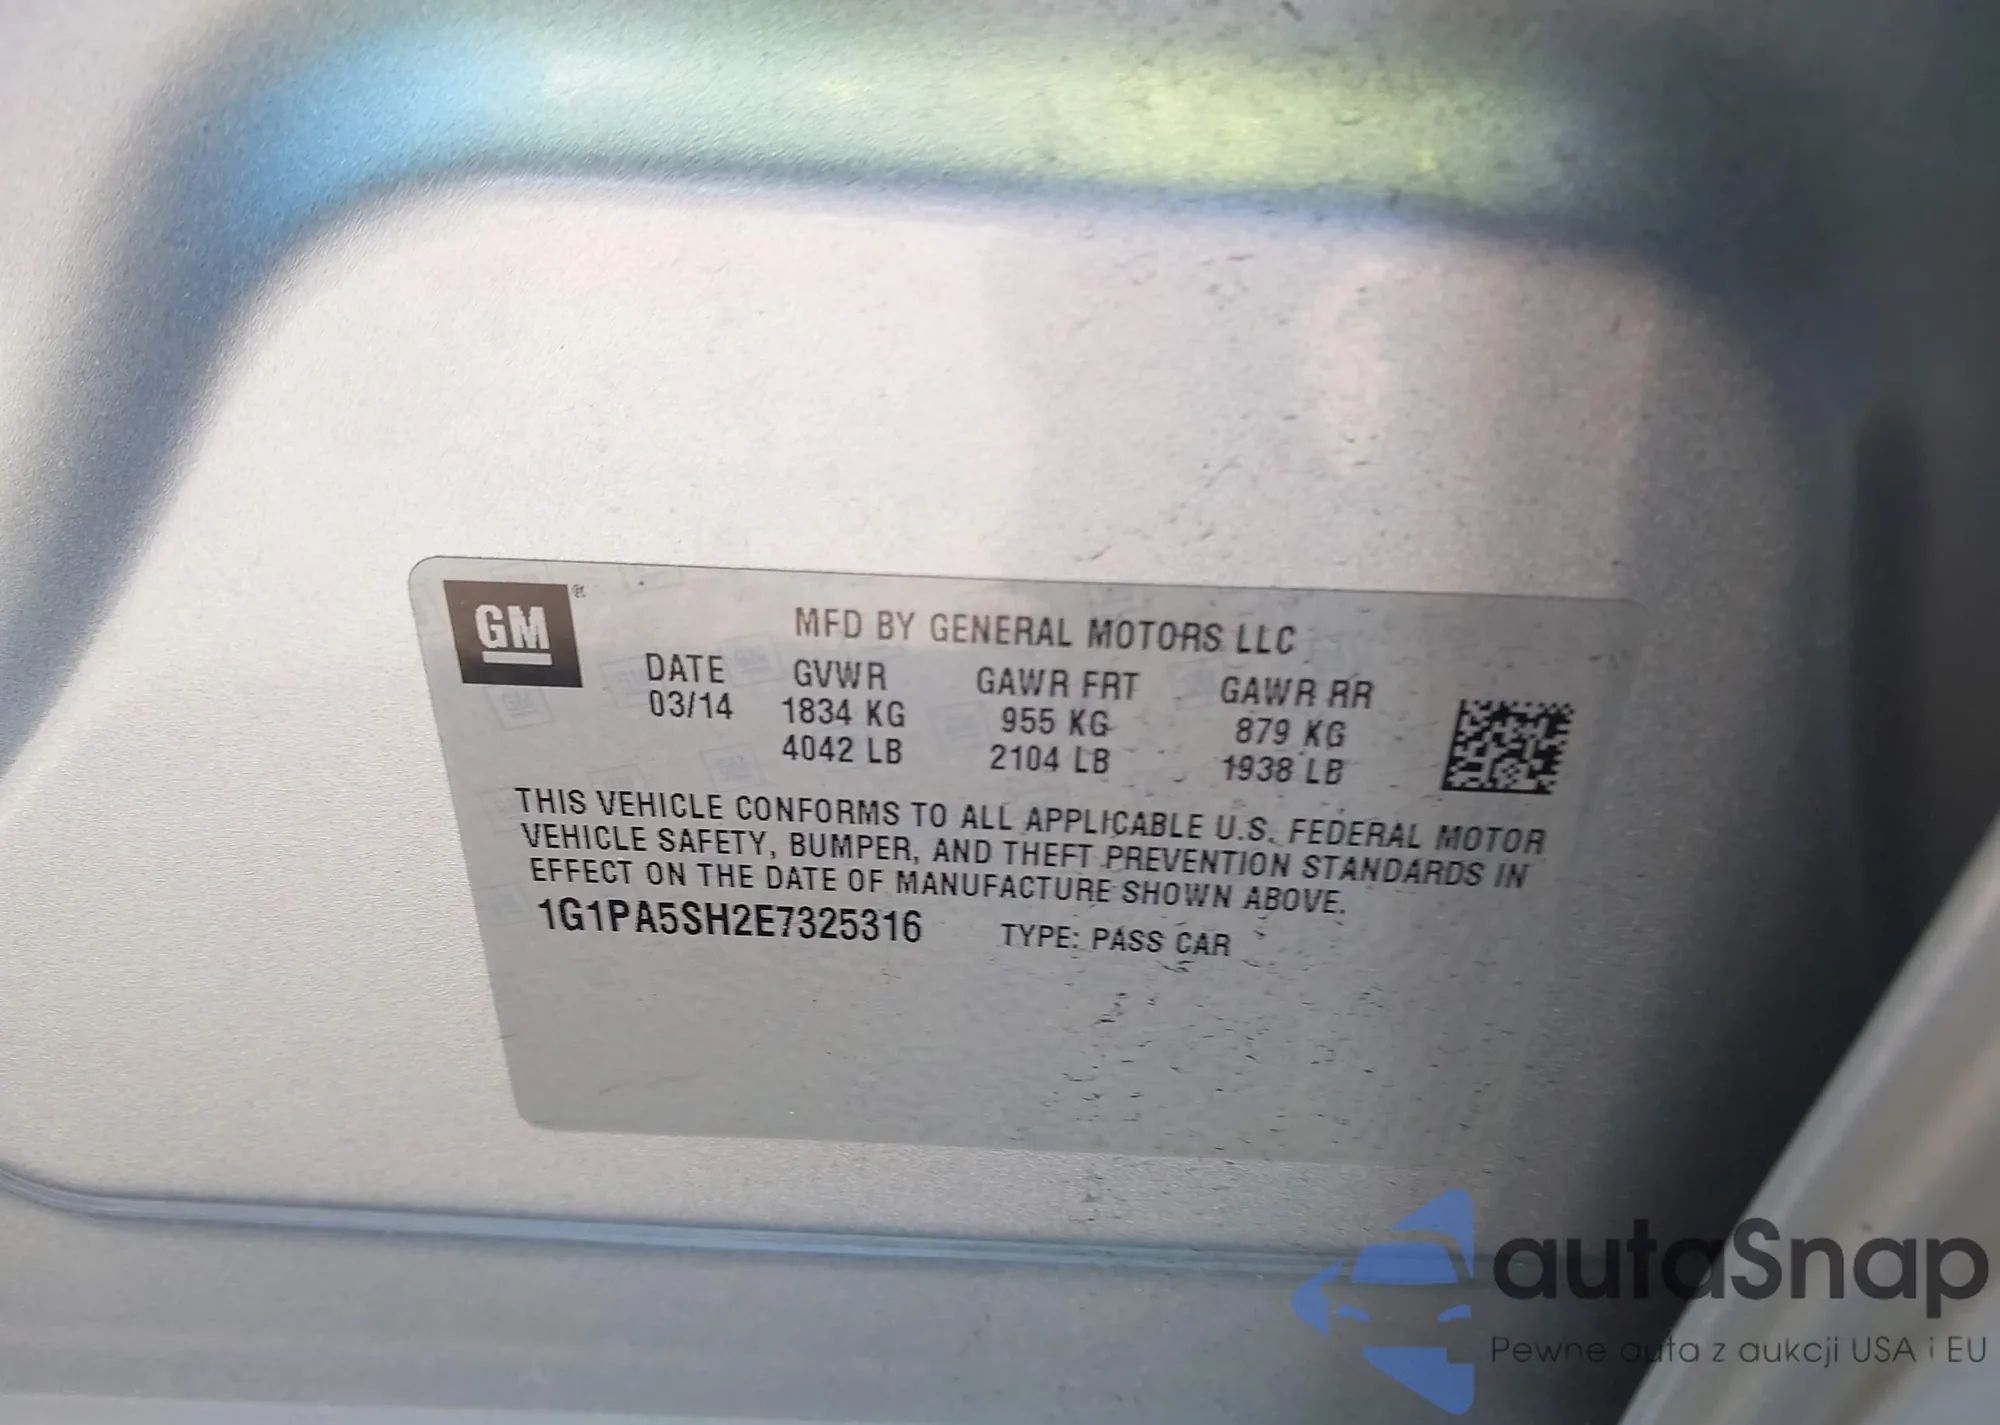 GM
MFD BY GENERAL MOTORS LLC
DATE GVWR GAWR FRT GAWR RR
03/14 1834 KG 955 KG 879 KG
4042 LB 2104 LB 1938 LB
THIS VEHICLE CONFORMS TO ALL APPLICABLE U.S. FEDERAL MOTOR
VEHICLE SAFETY, BUMPER, AND THEFT PREVENTION STANDARDS IN
EFFECT ON THE DATE OF MANUFACTURE SHOWN ABOVE.
1G1PA5SH2E7325316 TYPE: PASS CAR
autaSnap
Pewne auta z aukcji USA i EU